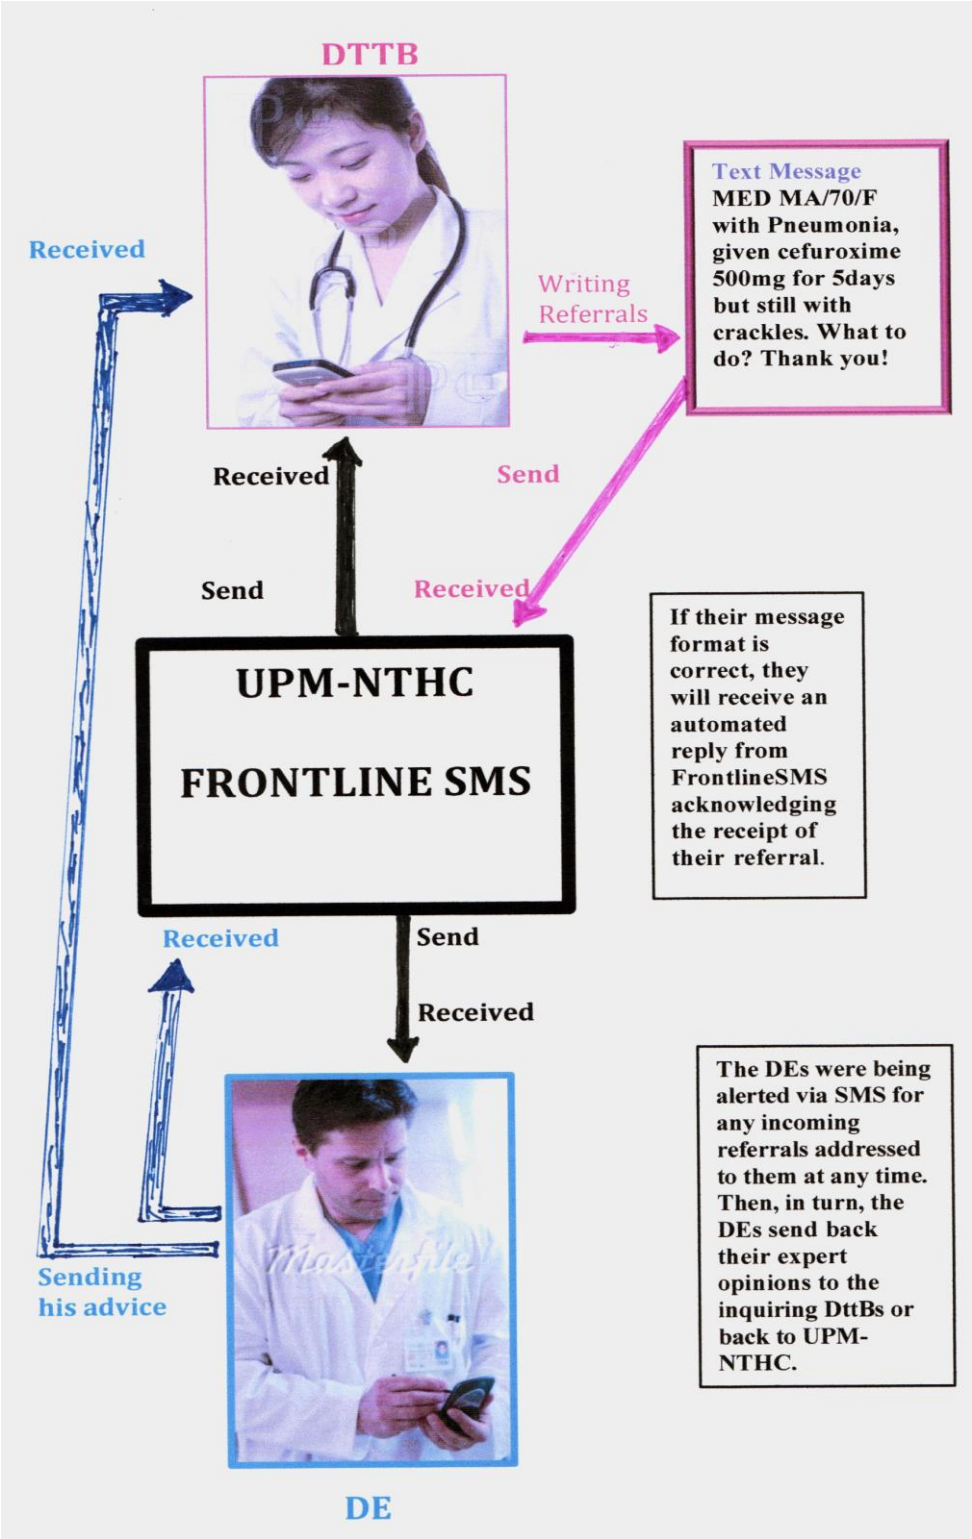 DTTB
Received
Writing
Referrals
Text Message
MED MA/70/F
with Pneumonia,
given cefuroxime
500mg for 5days
but still with
crackles. What to
do? Thank you!
Received
Send
Send
Received
UPM-NTHC
FRONTLINE SMS
If their message
format is
correct, they
will receive an
automated
reply from
FrontlineSMS
acknowledging
the receipt of
their referral.
Received
Send
Received
The DEs were being
alerted via SMS for
any incoming
referrals addressed
to them at any time.
Then, in turn, the
DEs send back
their expert
opinions to the
inquiring DttBs or
back to UPM-
NTHC.
Sending
his advice
Masterfile
DE